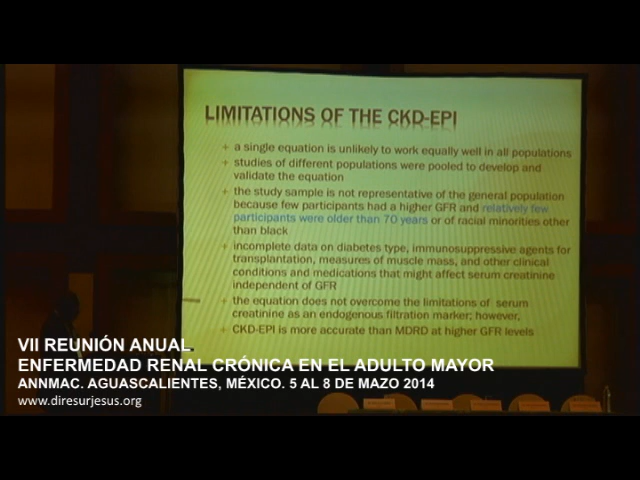 LIMITATIONS OF THE CKD-EPI
+ a single equation is unlikely to work equally well in all populations
+ studies of different populations were pooled to develop and
validate the equation
+ the study sample is not representative of the general population
because few participants had a higher GFR and relatively few
participants were older than 70 years or of racial minorities other
than black
+ incomplete data on diabetes type, immunosuppressive agents for
transplantation, measures of muscle mass, and other clinical
conditions and medications that might affect serum creatinine
independent of GFR
+ the equation does not overcome the limitations of serum
creatinine as an endogenous filtration marker; however,
+ CKD-EPI is more accurate than MDRD at higher GFR levels
VII REUNIÓN ANUAL.
ENFERMEDAD RENAL CRÓNICA EN EL ADULTO MAYOR
ANNMAC. AGUASCALIENTES, MÉXICO. 5 AL 8 DE MAZO 2014
www.diresurjesus.org